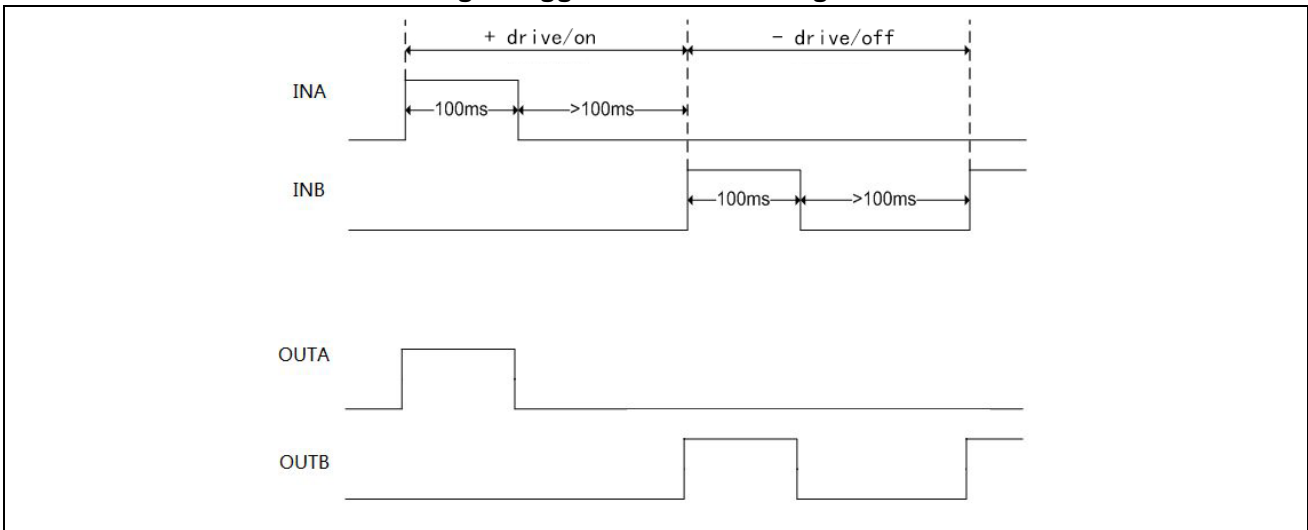 + drive/on - drive/off
INA
100ms >100ms
INB
100ms >100ms
OUTA
OUTB